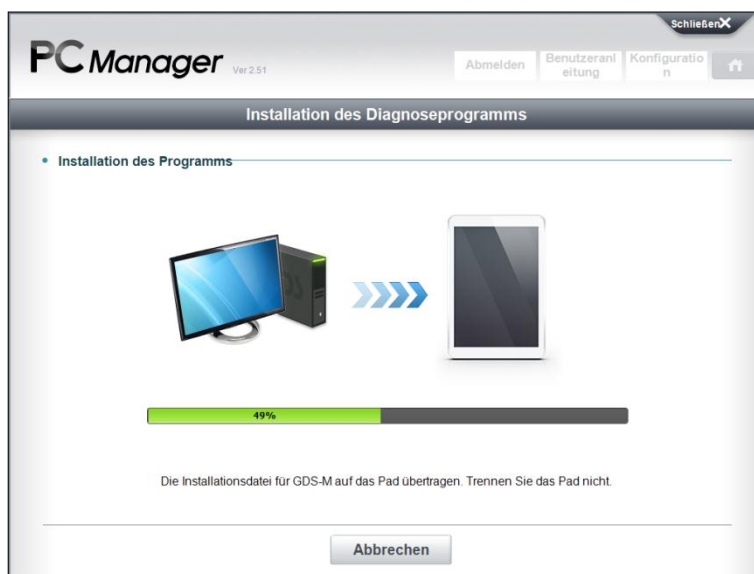 Schließen X
PC Manager Ver 2.51
Abmelden
Benutzeranl
eitung
Konfiguratio
n
Installation des Diagnoseprogramms
• Installation des Programms
49%
Die Installationsdatei für GDS-M auf das Pad übertragen. Trennen Sie das Pad nicht.
Abbrechen